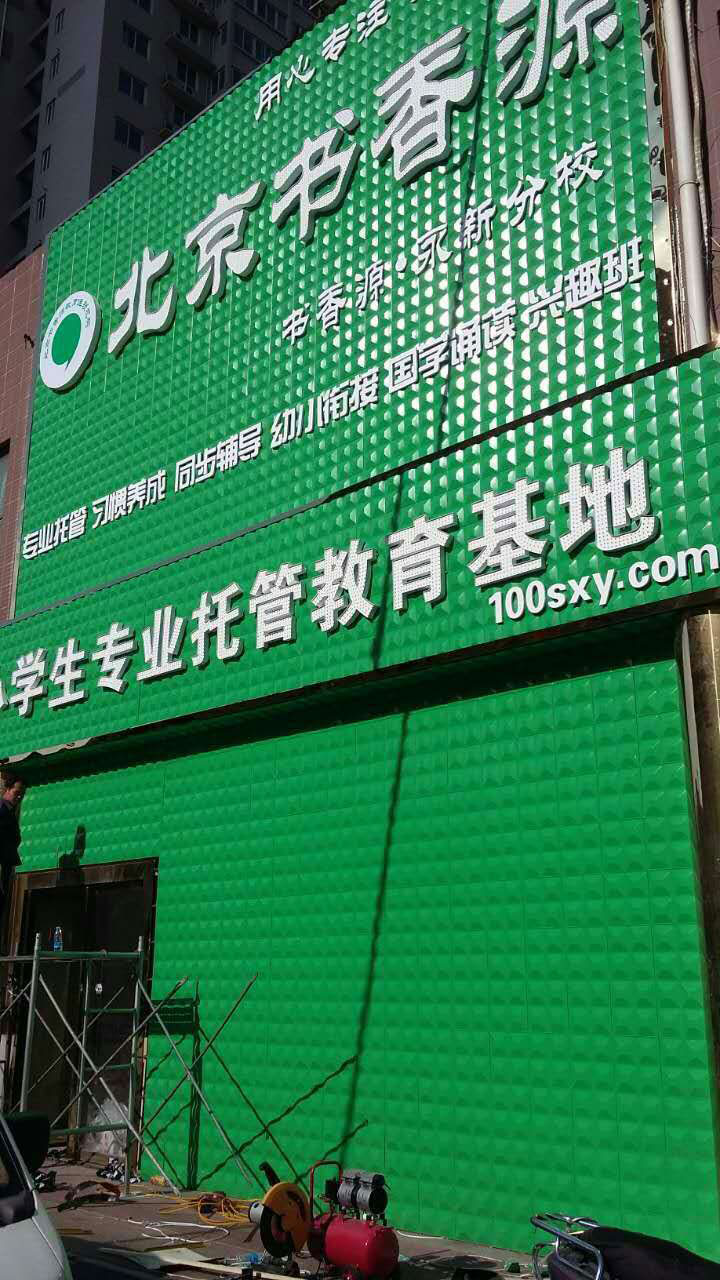 用心专注
北京书香源
书香源·永新分校
专业托管 习惯养成 同步辅导 幼小衔接 国学诵读 兴趣班
小学生专业托管教育基地
100sxy.com